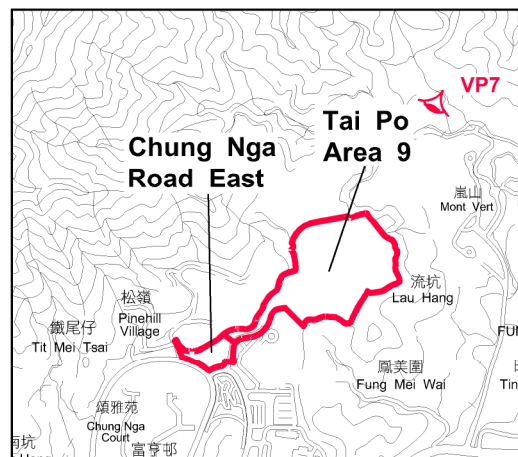 VP7
Tai Po
Area 9
Chung Nga
Road East
嵐山
Mont Vert
流坑
Lau Hang
松嶺
Pinehill
Village
鐵尾仔
Tit Mei Tsai
鳳美圍
Fung Mei Wai
頌雅苑
Chung Nga
Court
富亨邨
南坑